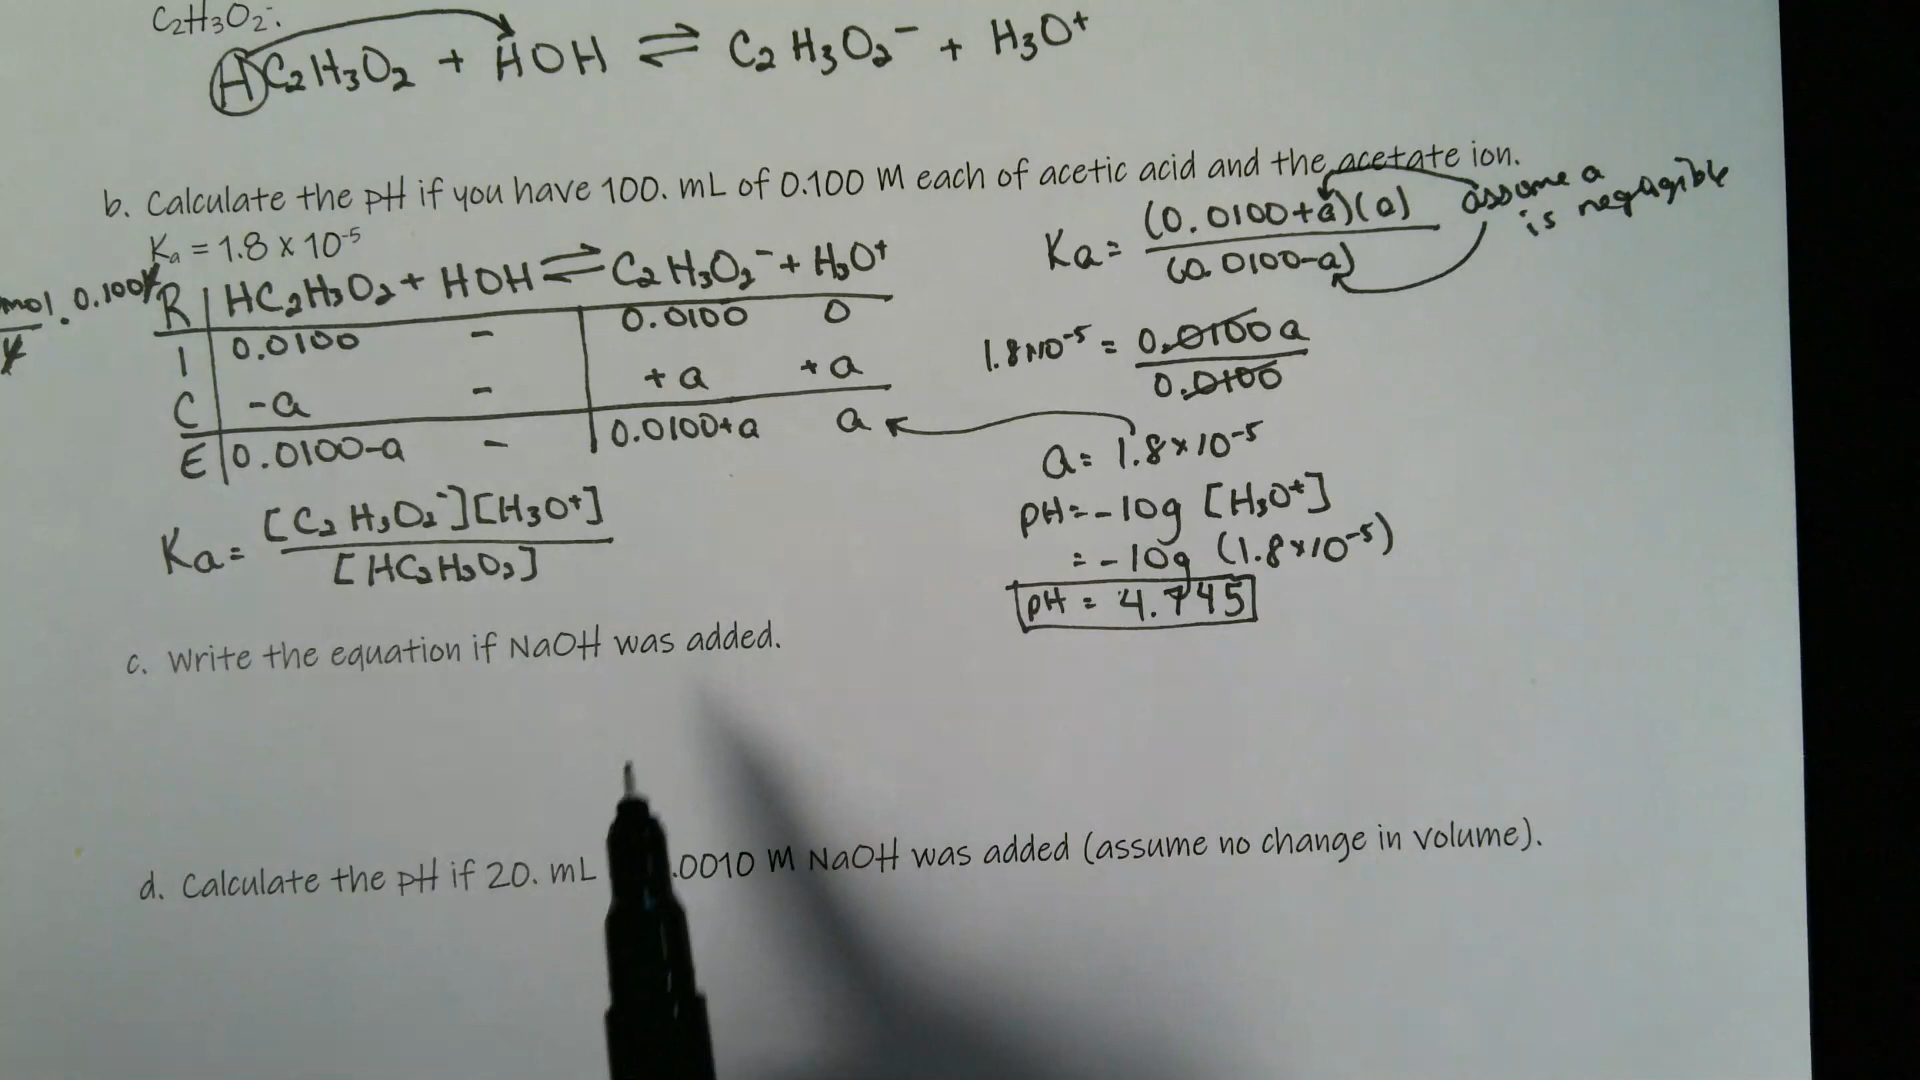 C₂H₃O₂⁻:
HC₂H₃O₂ + HOH ⇌ C₂H₃O₂⁻ + H₃O⁺
b. Calculate the pH if you have 100. mL of 0.100 M each of acetic acid and the acetate ion.
Ka = 1.8 x 10⁻⁵
mol . 0.100
R | HC₂H₃O₂ + HOH ⇌ C₂H₃O₂⁻ + H₃O⁺
I | 0.0100 - 0.0100 0
C | -a - +a +a
E | 0.0100-a - 0.0100+a a
Ka = [C₂H₃O₂⁻][H₃O⁺] / [HC₂H₃O₂]
Ka = (0.0100+a)(a) / (0.0100-a)
assume a
is negagible
1.8x10⁻⁵ = 0.0100a / 0.0100
a = 1.8x10⁻⁵
pH = -log [H₃O⁺]
= -log (1.8x10⁻⁵)
pH = 4.745
c. Write the equation if NaOH was added.
d. Calculate the pH if 20. mL .0010 M NaOH was added (assume no change in volume).